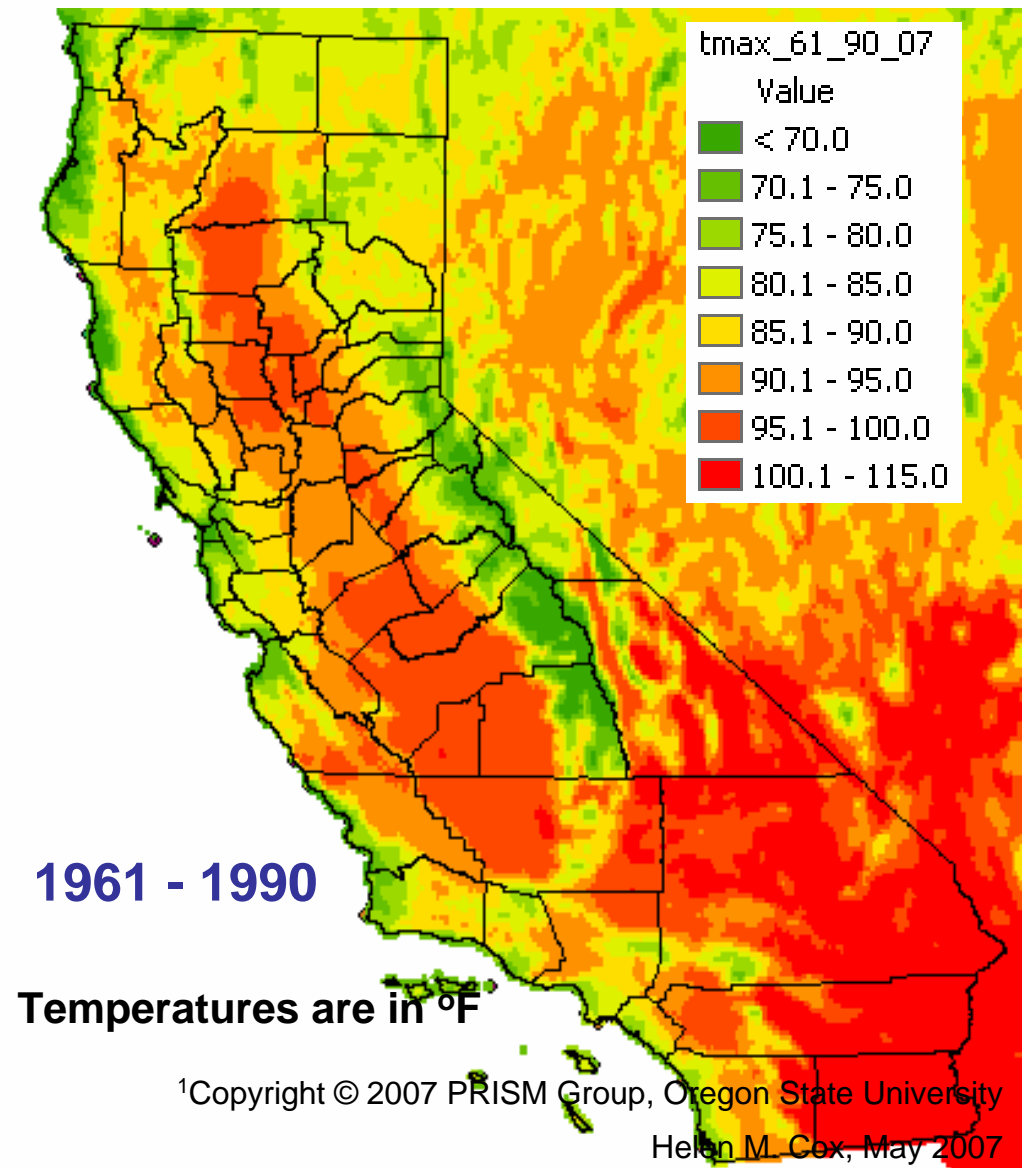 tmax_61_90_07
Value
< 70.0
70.1 - 75.0
75.1 - 80.0
80.1 - 85.0
85.1 - 90.0
90.1 - 95.0
95.1 - 100.0
100.1 - 115.0
1961 - 1990
Temperatures are in ºF
¹Copyright © 2007 PRISM Group, Oregon State University
Helen M. Cox, May 2007